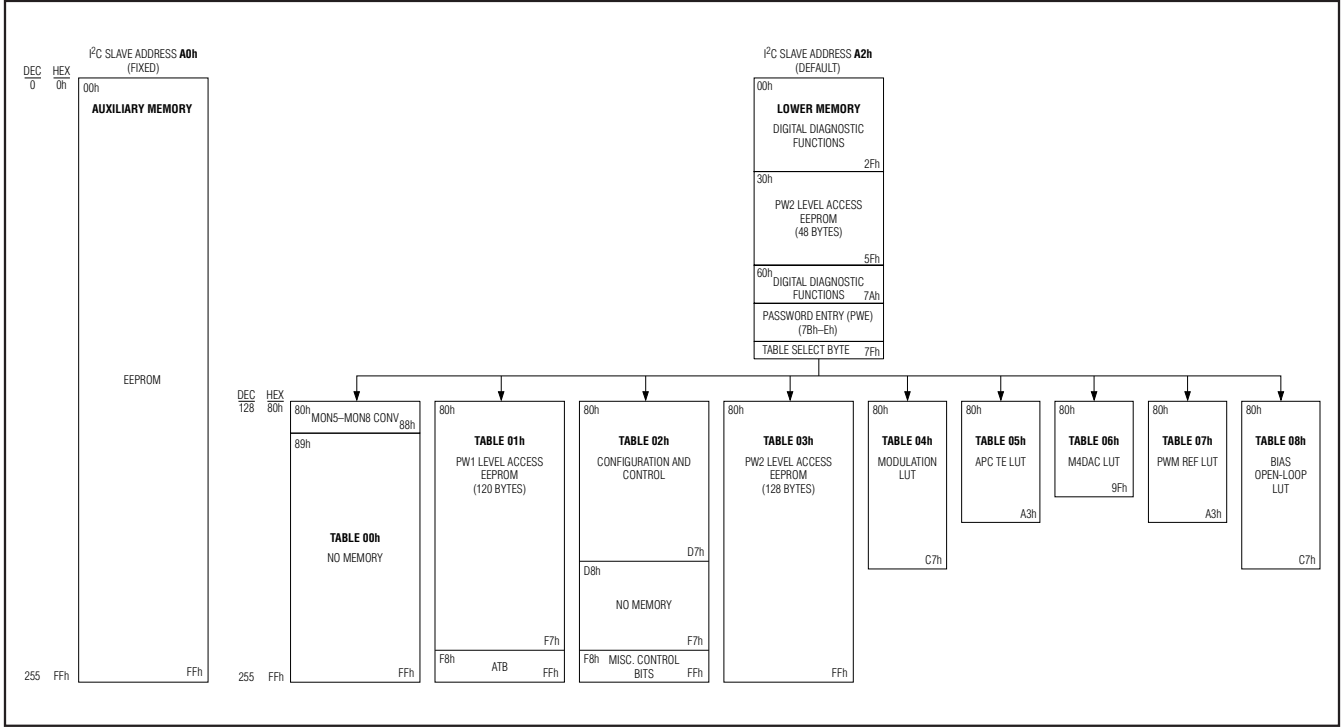 I2C SLAVE ADDRESS A0h
(FIXED)
DEC HEX
0 0h
00h
AUXILIARY MEMORY
EEPROM
FFh
255 FFh
I2C SLAVE ADDRESS A2h
(DEFAULT)
00h
LOWER MEMORY
DIGITAL DIAGNOSTIC
FUNCTIONS
2Fh
30h
PW2 LEVEL ACCESS
EEPROM
(48 BYTES)
5Fh
60h
DIGITAL DIAGNOSTIC
FUNCTIONS 7Ah
PASSWORD ENTRY (PWE)
(7Bh–Eh)
TABLE SELECT BYTE 7Fh
DEC HEX
128 80h
80h
MON5–MON8 CONV
88h
89h
TABLE 00h
NO MEMORY
FFh
255 FFh
80h
TABLE 01h
PW1 LEVEL ACCESS
EEPROM
(120 BYTES)
F7h
F8h
ATB
FFh
80h
TABLE 02h
CONFIGURATION AND
CONTROL
D7h
D8h
NO MEMORY
F7h
F8h MISC. CONTROL
BITS FFh
80h
TABLE 03h
PW2 LEVEL ACCESS
EEPROM
(128 BYTES)
FFh
80h
TABLE 04h
MODULATION
LUT
C7h
80h
TABLE 05h
APC TE LUT
A3h
80h
TABLE 06h
M4DAC LUT
9Fh
80h
TABLE 07h
PWM REF LUT
A3h
80h
TABLE 08h
BIAS
OPEN-LOOP
LUT
C7h